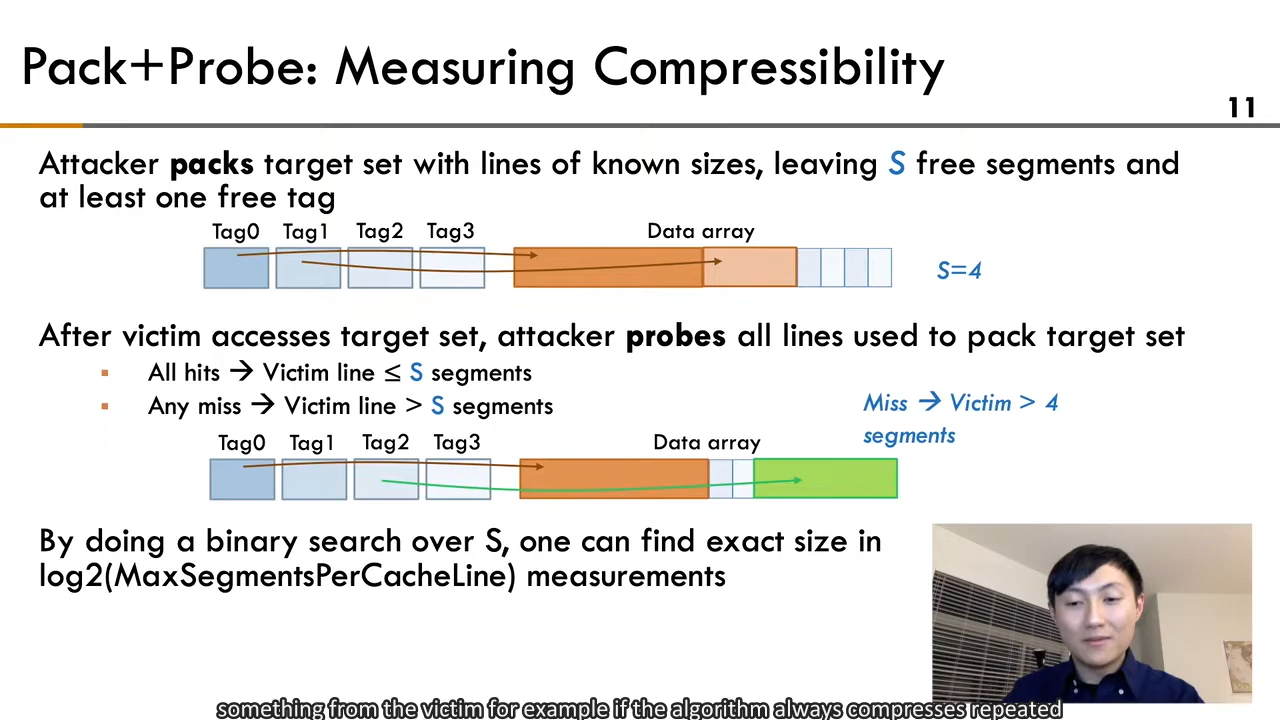 Pack+Probe: Measuring Compressibility
11
Attacker packs target set with lines of known sizes, leaving S free segments and
at least one free tag
Tag0 Tag1 Tag2 Tag3 Data array
S=4
After victim accesses target set, attacker probes all lines used to pack target set
▪ All hits → Victim line ≤ S segments
▪ Any miss → Victim line > S segments
Miss → Victim > 4
segments
Tag0 Tag1 Tag2 Tag3 Data array
By doing a binary search over S, one can find exact size in
log2(MaxSegmentsPerCacheLine) measurements
something from the victim for example if the algorithm always compresses repeated